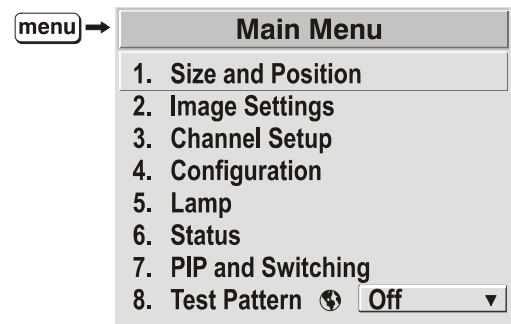 menu
Main Menu
1. Size and Position
2. Image Settings
3. Channel Setup
4. Configuration
5. Lamp
6. Status
7. PIP and Switching
8. Test Pattern Off